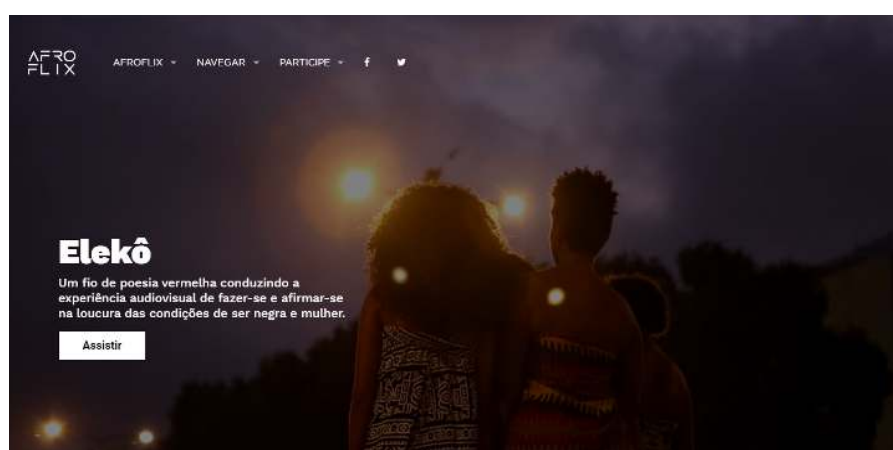 AFRO
FLIX
AFROFLIX NAVEGAR PARTICIPE
Elekô
Um fio de poesia vermelha conduzindo a
experiência audiovisual de fazer-se e afirmar-se
na loucura das condições de ser negra e mulher.
Assistir